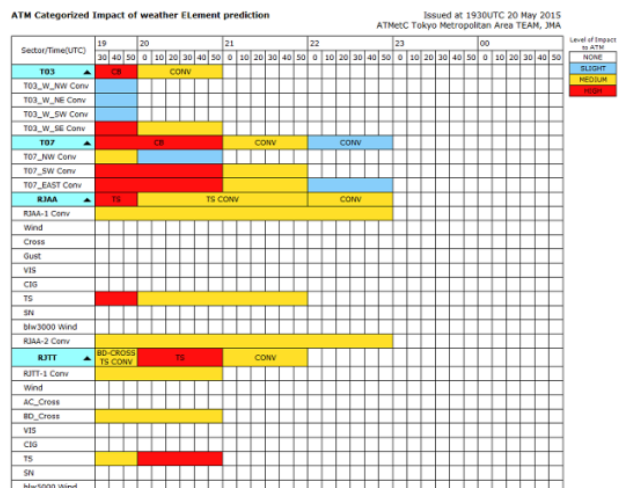 ATM Categorized Impact of weather ELement prediction
Issued at 1930UTC 20 May 2015
ATMetC Tokyo Metropolitan Area TEAM, JMA
Level of Impact
to ATM
NONE
SLIGHT
MEDIUM
HIGH
Sector/Time(UTC) 19 20 21 22 23 00
30 40 50 0 10 20 30 40 50 0 10 20 30 40 50 0 10 20 30 40 50 0 10 20 30 40 50 0 10 20 30 40 50
T03 ▲ CB CONV
T03_W_NW Conv
T03_W_NE Conv
T03_W_SW Conv
T03_W_SE Conv
T07 ▲ CB CONV CONV
T07_NW Conv
T07_SW Conv
T07_EAST Conv
RJAA ▲ TS TS CONV CONV
RJAA-1 Conv
Wind
Cross
Gust
VIS
CIG
TS
SN
blw3000 Wind
RJAA-2 Conv
RJTT ▲ BD-CROSS TS CONV TS CONV
RJTT-1 Conv
Wind
AC_Cross
BD_Cross
VIS
CIG
TS
SN
blw5000 Wind